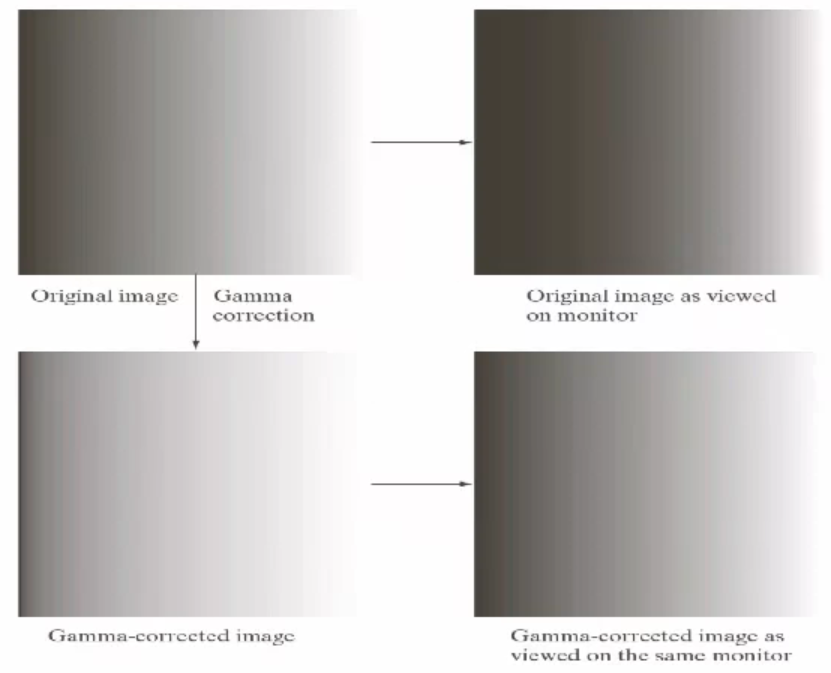 Original image
Gamma
correction
Original image as viewed
on monitor
Gamma-corrected image
Gamma-corrected image as
viewed on the same monitor